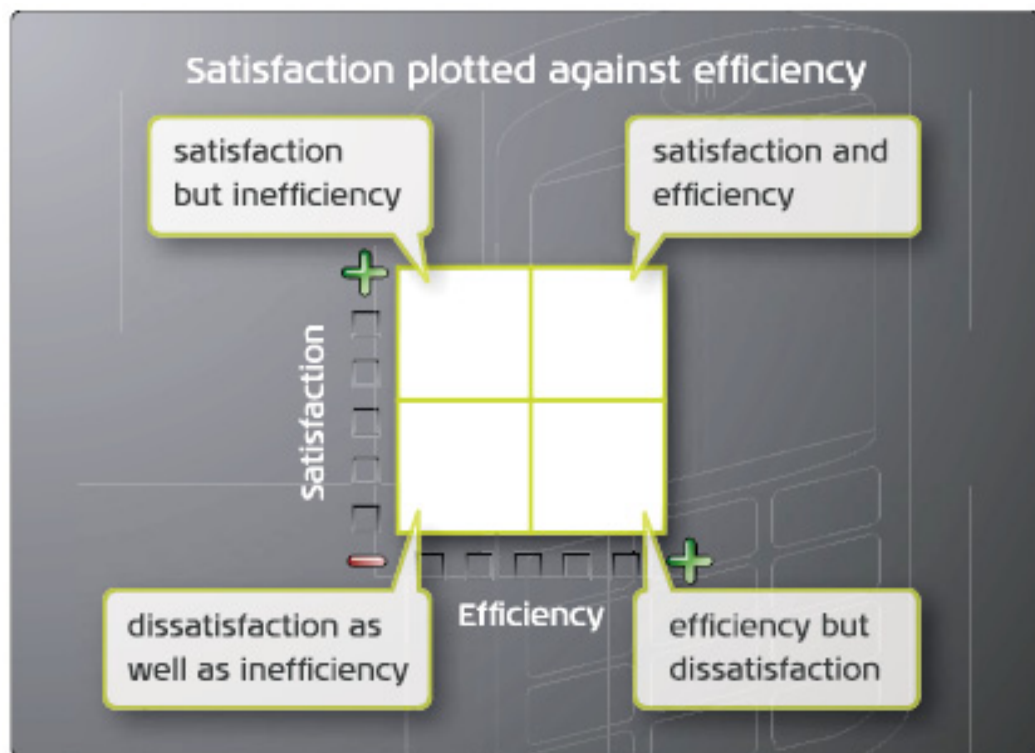 Satisfaction plotted against efficiency
satisfaction
but inefficiency
satisfaction and
efficiency
Satisfaction
Efficiency
dissatisfaction as
well as inefficiency
efficiency but
dissatisfaction